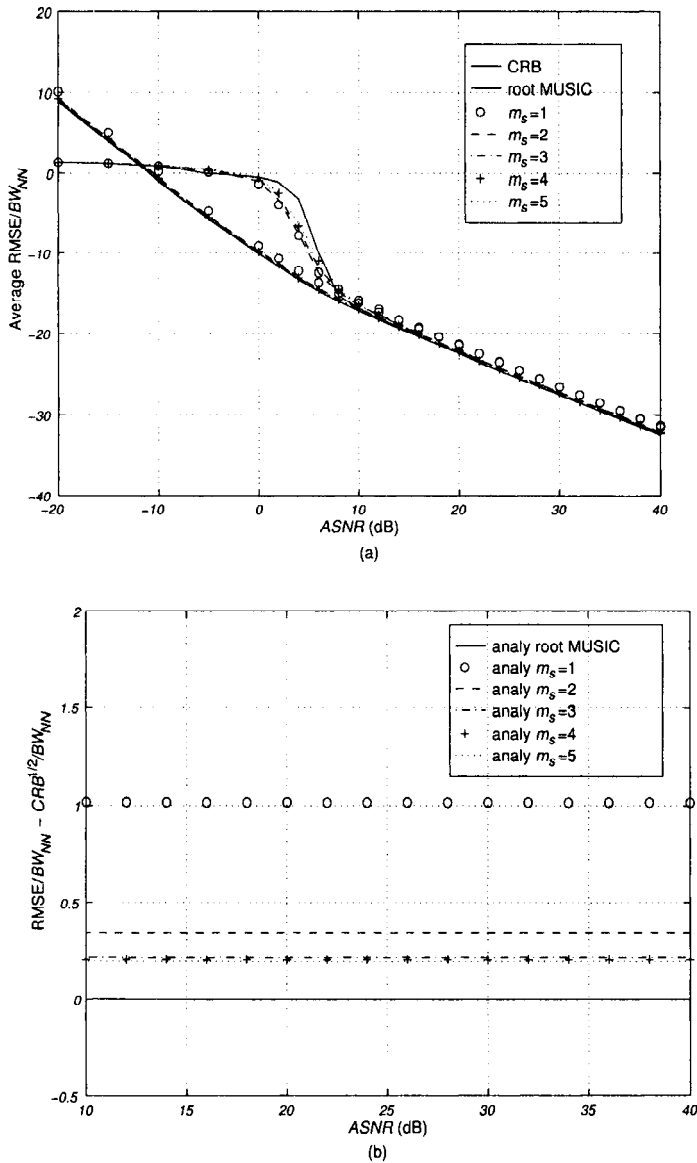 20
10
0
−10
−20
−30
−40
Average RMSE/BW_NN
CRB
root MUSIC
m_s=1
m_s=2
m_s=3
m_s=4
m_s=5
−20
−10
0
10
20
30
40
ASNR (dB)
(a)
2
1.5
1
0.5
0
−0.5
RMSE/BW_NN − CRB^1/2/BW_NN
analy root MUSIC
analy m_s=1
analy m_s=2
analy m_s=3
analy m_s=4
analy m_s=5
10
15
20
25
30
35
40
ASNR (dB)
(b)